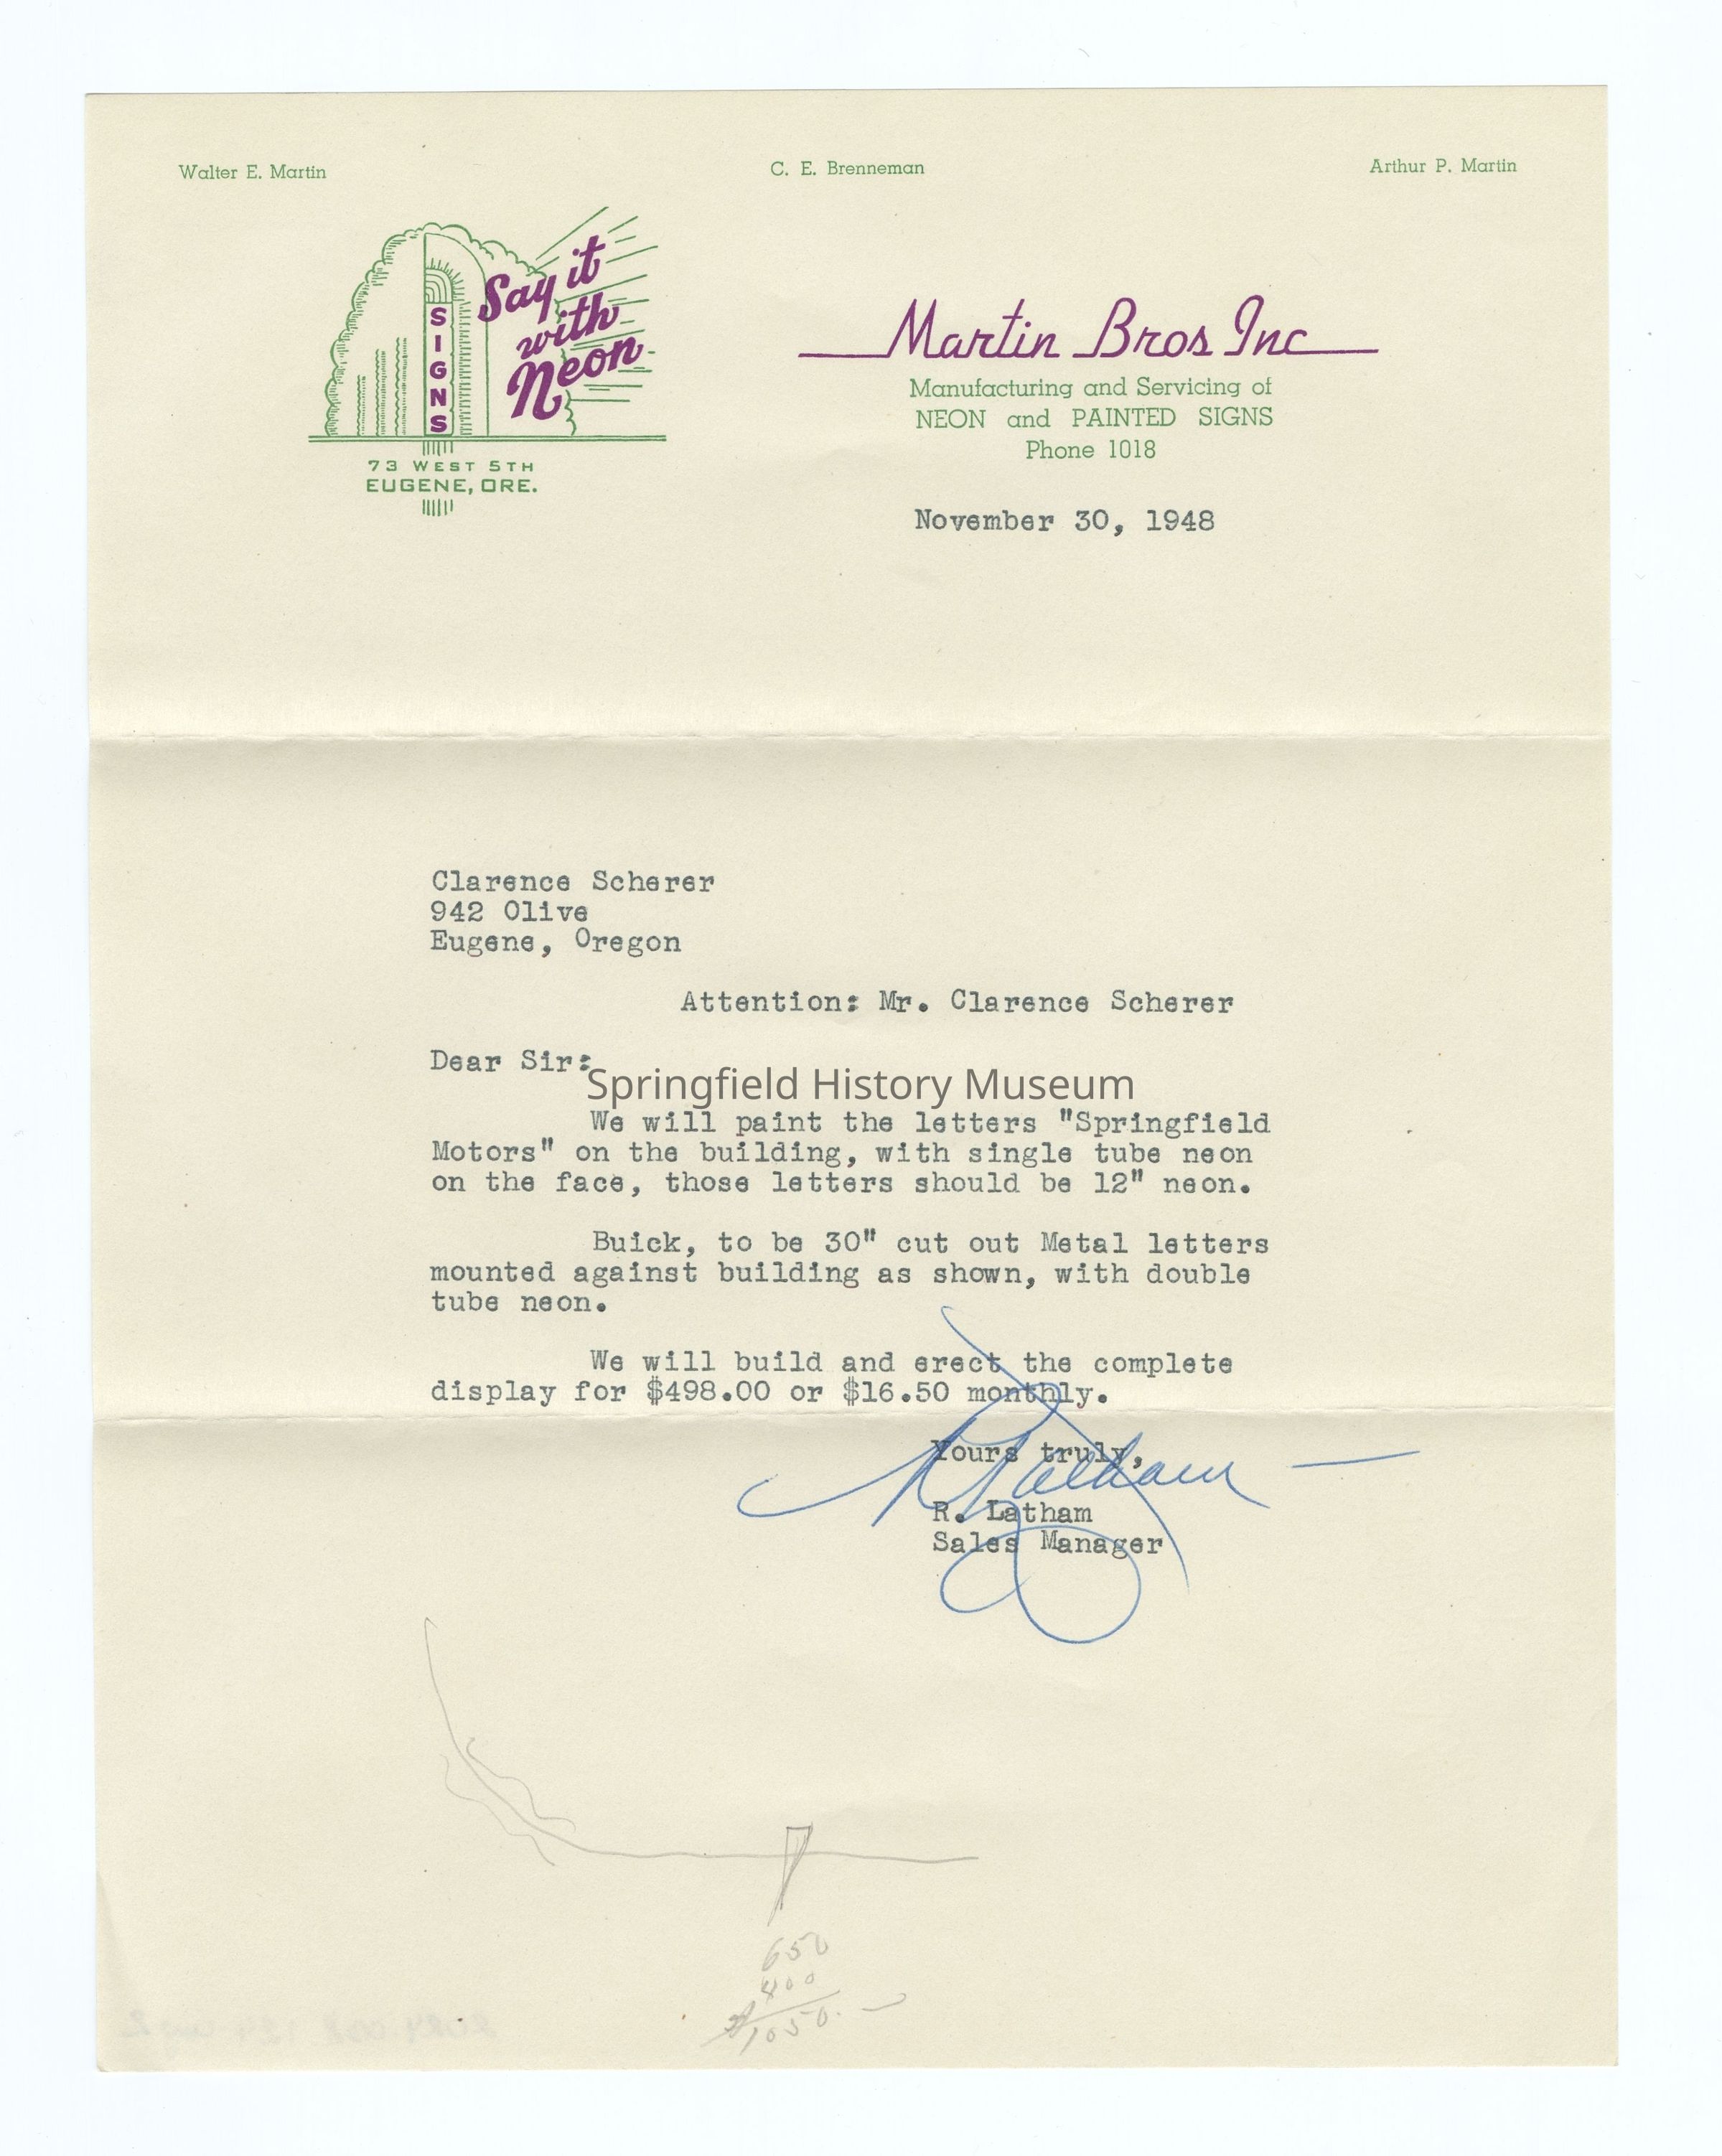 Walter E. Martin
C. E. Brenneman
Arthur P. Martin
Say it
with
Neon
SIGNS
73 WEST 5TH
EUGENE, ORE.
Martin Bros Inc
Manufacturing and Servicing of
NEON and PAINTED SIGNS
Phone 1018
November 30, 1948
Clarence Scherer
942 Olive
Eugene, Oregon
Attention: Mr. Clarence Scherer
Dear Sir:
Springfield History Museum
We will paint the letters "Springfield
Motors" on the building, with single tube neon
on the face, those letters should be 12" neon.
Buick, to be 30" cut out Metal letters
mounted against building as shown, with double
tube neon.
We will build and erect the complete
display for $498.00 or $16.50 monthly.
Yours truly,
R Latham
R. Latham
Sales Manager
650
400
1050.